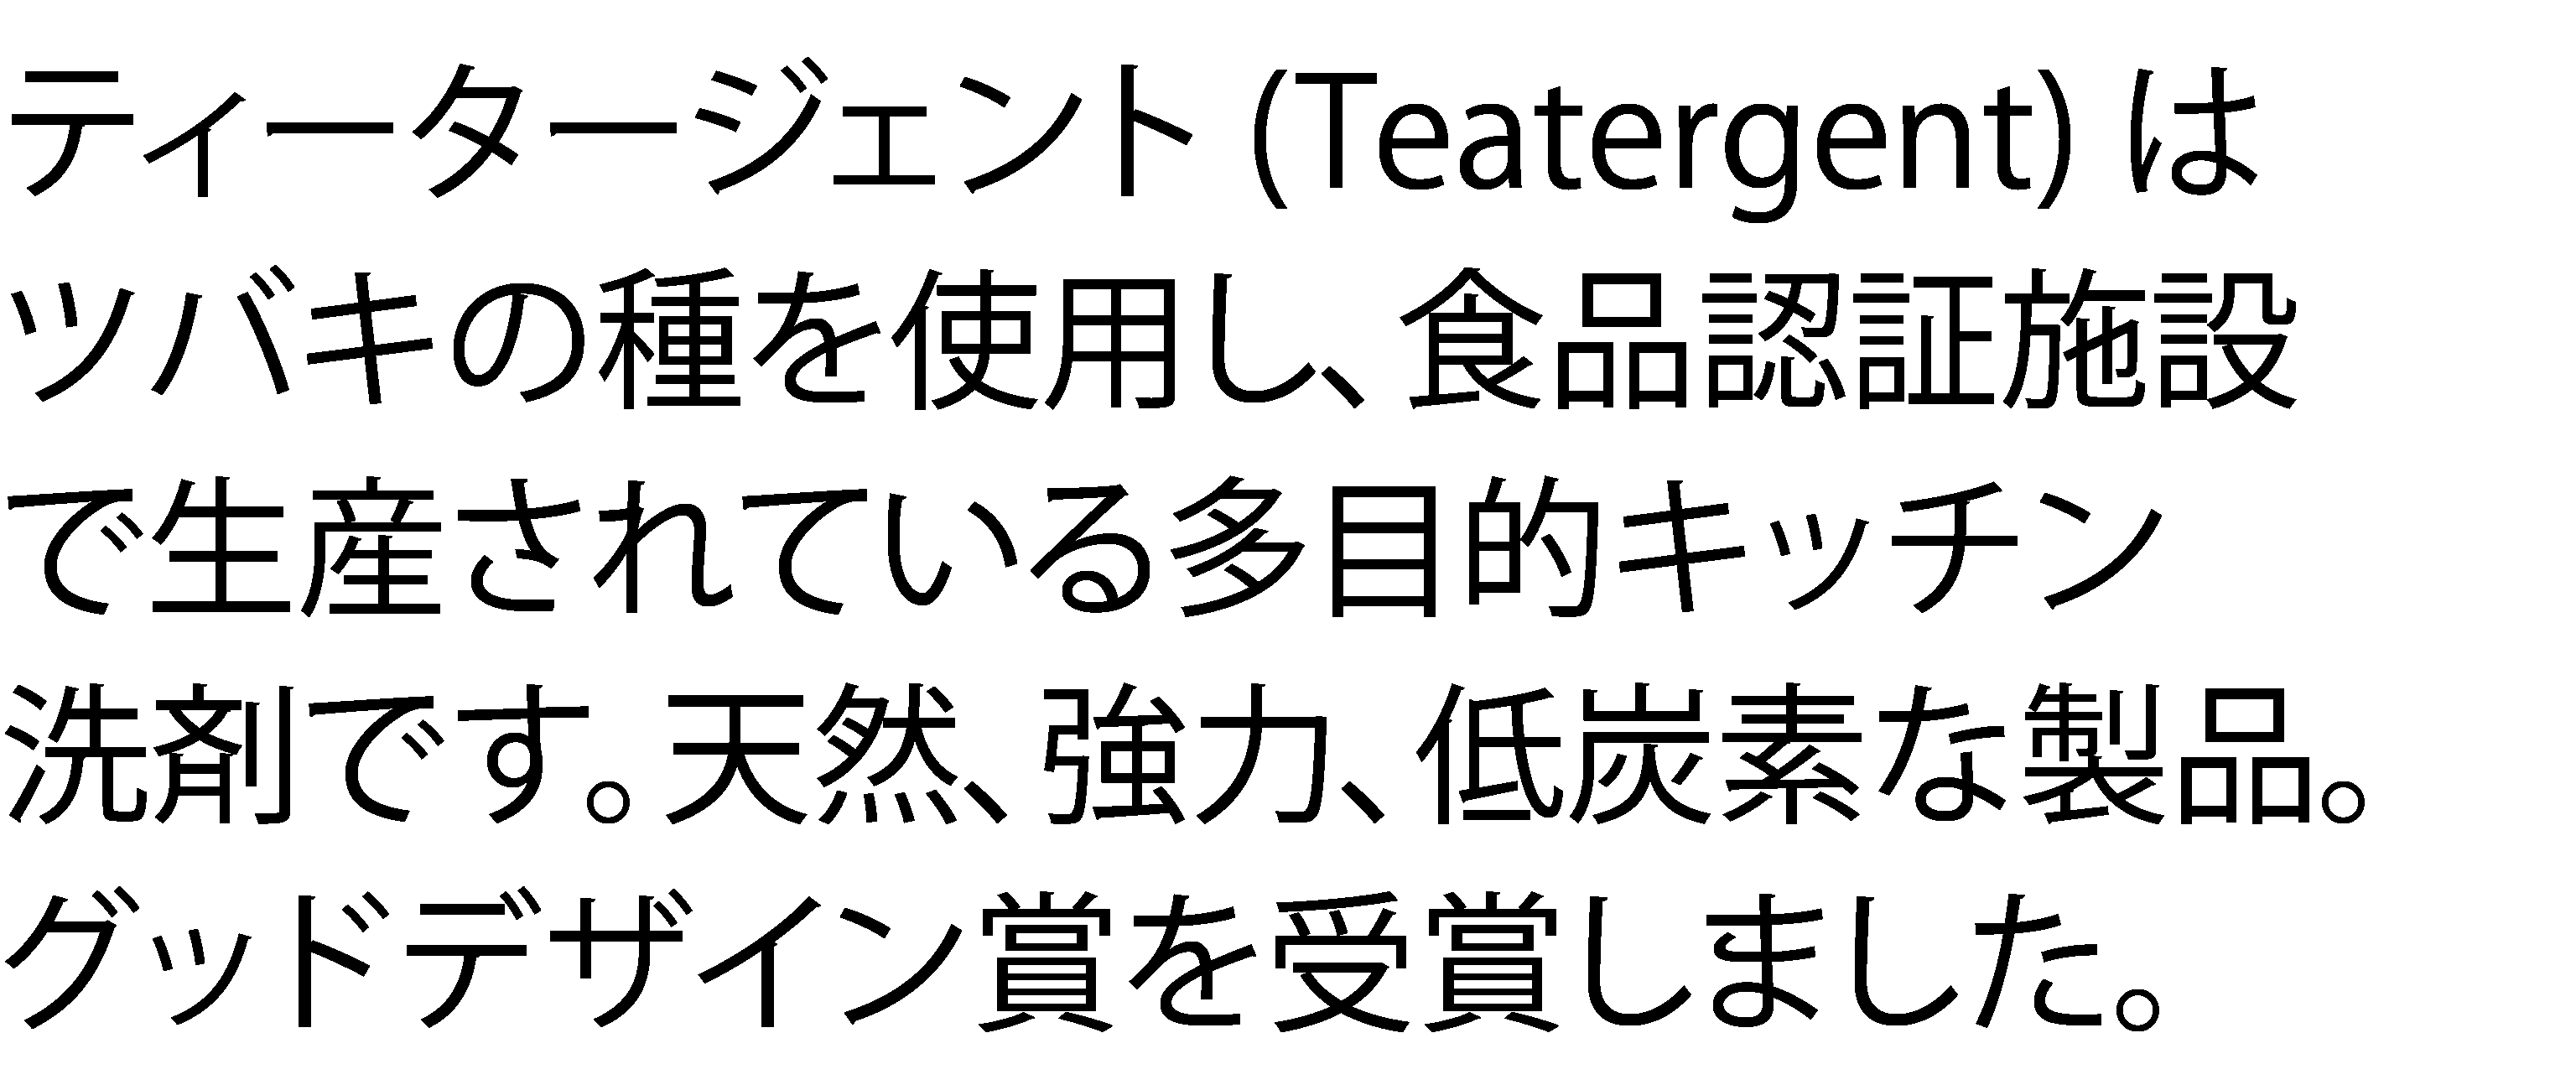 ティータージェント (Teatergent) は
ツバキの種を使用し、食品認証施設
で生産されている多目的キッチン
洗剤です。天然、強力、低炭素な製品。
グッドデザイン賞を受賞しました。